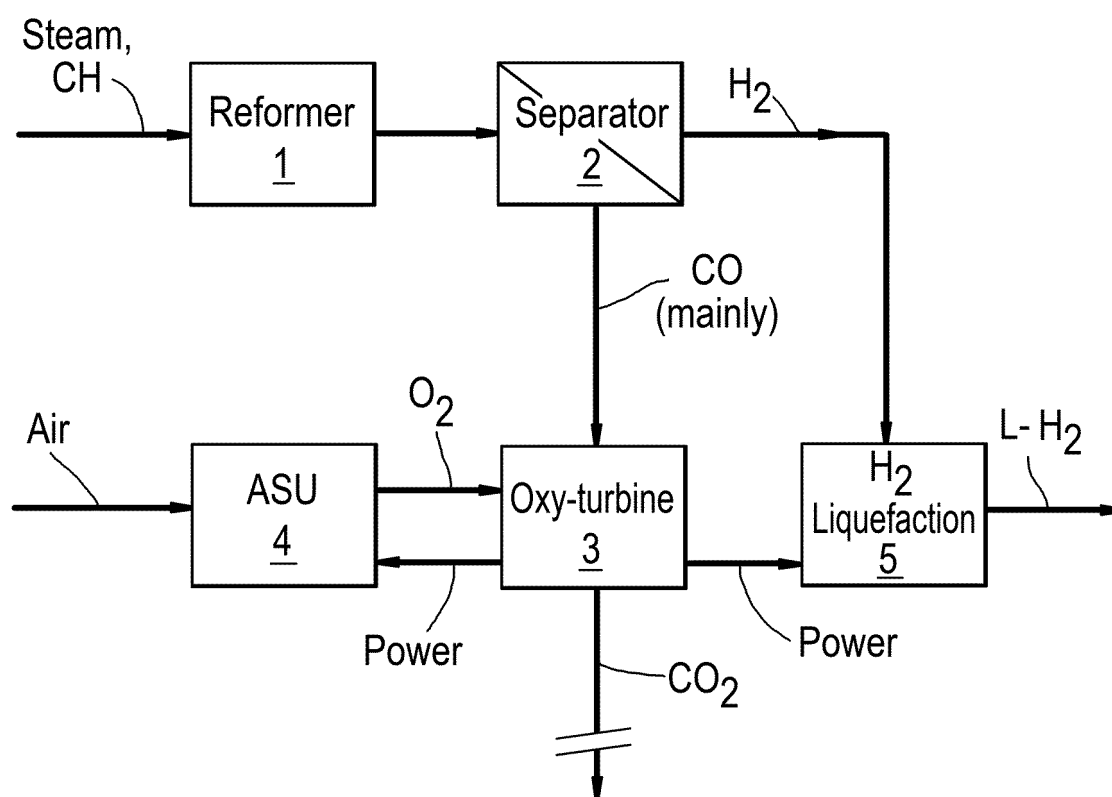 Steam,
CH
Reformer
1
Separator
2
H2
CO
(mainly)
Air
ASU
4
O2
Power
Oxy-turbine
3
CO2
Power
H2
Liquefaction
5
L-H2